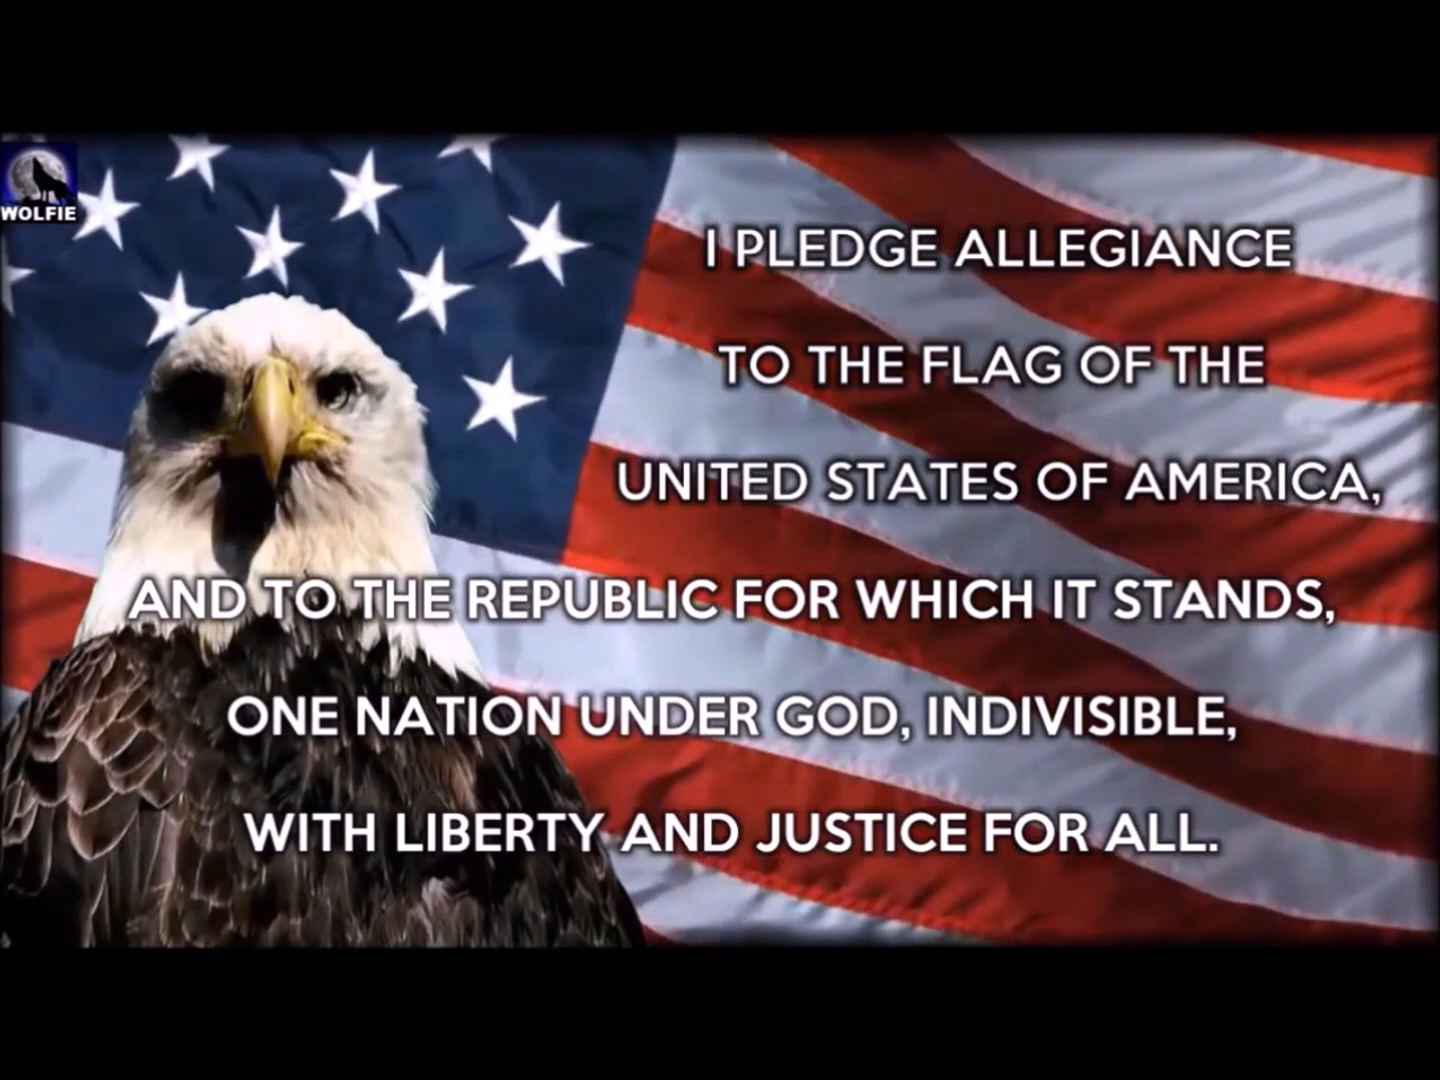 WOLFIE
I PLEDGE ALLEGIANCE
TO THE FLAG OF THE
UNITED STATES OF AMERICA,
AND TO THE REPUBLIC FOR WHICH IT STANDS,
ONE NATION UNDER GOD, INDIVISIBLE,
WITH LIBERTY AND JUSTICE FOR ALL.